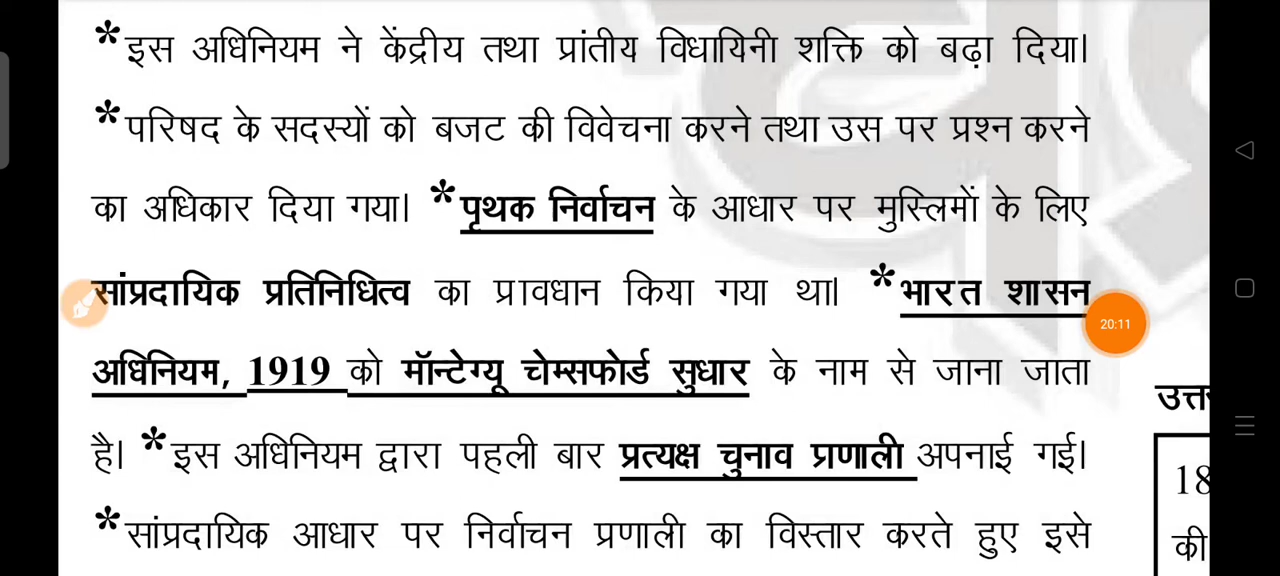 *इस अधिनियम ने केंद्रीय तथा प्रांतीय विधायिनी शक्ति को बढ़ा दिया।
*परिषद के सदस्यों को बजट की विवेचना करने तथा उस पर प्रश्न करने
का अधिकार दिया गया। *पृथक निर्वाचन के आधार पर मुस्लिमों के लिए
सांप्रदायिक प्रतिनिधित्व का प्रावधान किया गया था। *भारत शासन
20:11
अधिनियम, 1919 को मॉन्टेग्यू चेम्सफोर्ड सुधार के नाम से जाना जाता
है। *इस अधिनियम द्वारा पहली बार प्रत्यक्ष चुनाव प्रणाली अपनाई गई।
*सांप्रदायिक आधार पर निर्वाचन प्रणाली का विस्तार करते हुए इसे
18
की